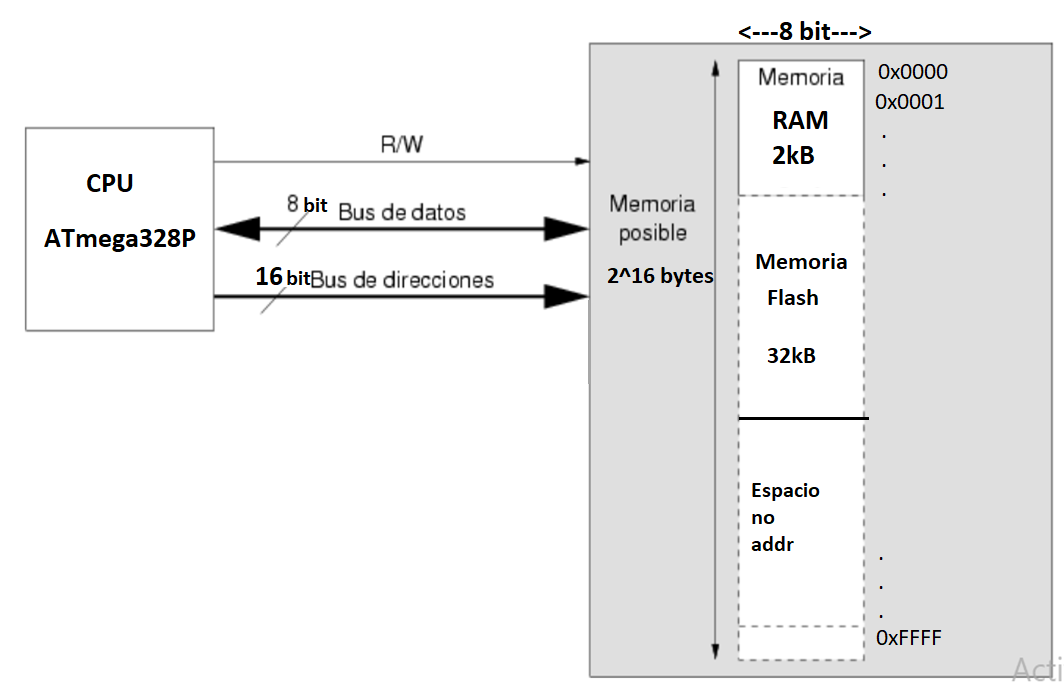 <---8 bit--->
CPU
ATmega328P
R/W
8 bit Bus de datos
16 bit Bus de direcciones
Memoria
posible
2^16 bytes
Memoria
RAM
2kB
Memoria
Flash
32kB
Espacio
no
addr
0x0000
0x0001
.
.
.
.
.
.
0xFFFF
Acti